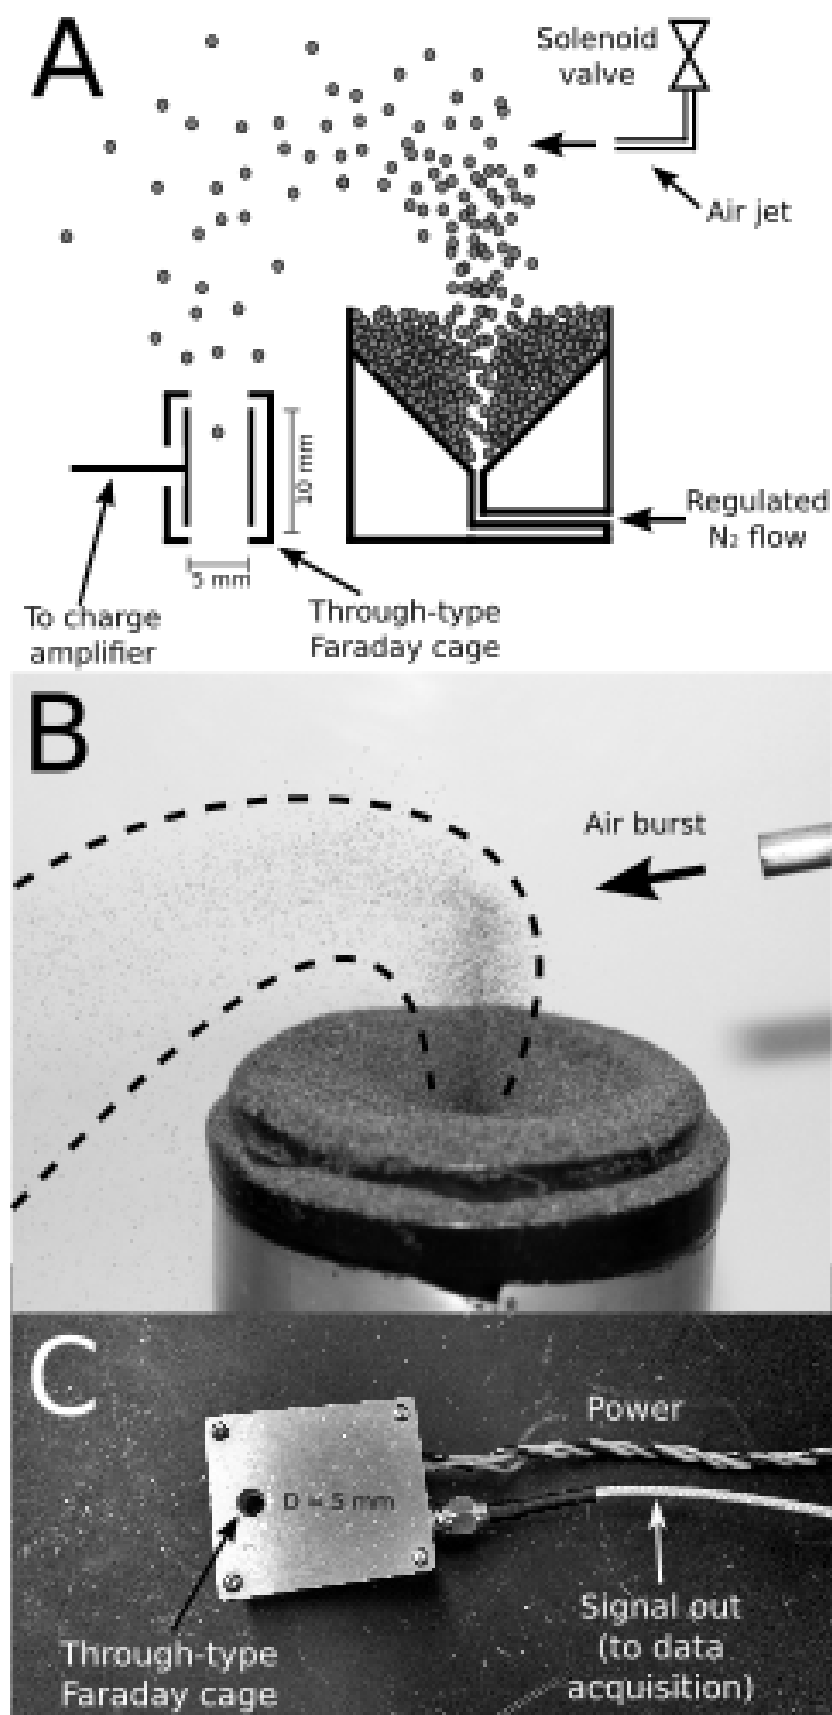 A
Solenoid
valve
Air jet
10 mm
Regulated
N₂ flow
5 mm
To charge
amplifier
Through-type
Faraday cage
B
Air burst
C
Power
D = 5 mm
Signal out
(to data
acquisition)
Through-type
Faraday cage